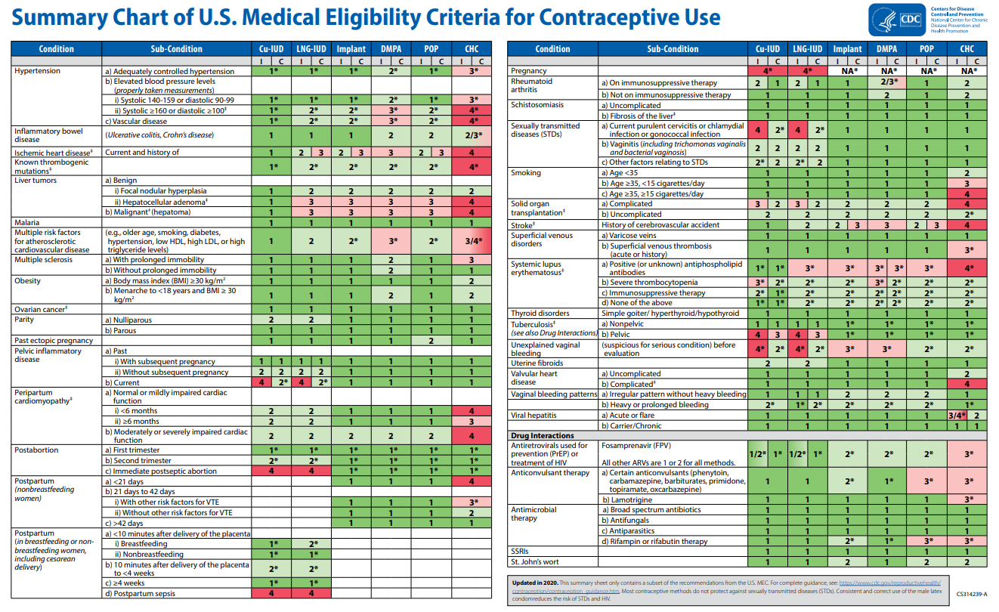 Summary Chart of U.S. Medical Eligibility Criteria for Contraceptive Use
CDC
Centers for Disease
Control and Prevention
National Center for Chronic
Disease Prevention and
Health Promotion
Condition Sub-Condition Cu-IUD LNG-IUD Implant DMPA POP CHC
I C I C I C I C I C I C
Hypertension a) Adequately controlled hypertension 1* 1* 1* 2* 1* 3*
b) Elevated blood pressure levels
(properly taken measurements)
i) Systolic 140-159 or diastolic 90-99 1* 1* 1* 2* 1* 3*
ii) Systolic ≥160 or diastolic ≥100‡ 1* 2* 2* 3* 2* 4*
c) Vascular disease 1* 2* 2* 3* 2* 4*
Inflammatory bowel
disease (Ulcerative colitis, Crohn's disease) 1 1 1 2 2 2/3*
Ischemic heart disease‡ Current and history of 1 2 3 2 3 3 2 3 4
Known thrombogenic
mutations‡ 1* 2* 2* 2* 2* 4*
Liver tumors a) Benign
i) Focal nodular hyperplasia 1 2 2 2 2 2
ii) Hepatocellular adenoma‡ 1 3 3 3 3 4
b) Malignant‡ (hepatoma) 1 3 3 3 3 4
Malaria 1 1 1 1 1 1
Multiple risk factors
for atherosclerotic
cardiovascular disease (e.g., older age, smoking, diabetes,
hypertension, low HDL, high LDL, or high
triglyceride levels) 1 2 2* 3* 2* 3/4*
Multiple sclerosis a) With prolonged immobility 1 1 1 2 1 3
b) Without prolonged immobility 1 1 1 2 1 1
Obesity a) Body mass index (BMI) ≥30 kg/m² 1 1 1 1 1 2
b) Menarche to <18 years and BMI ≥ 30
kg/m² 1 1 1 2 1 2
Ovarian cancer‡ 1 1 1 1 1 1
Parity a) Nulliparous 2 2 1 1 1 1
b) Parous 1 1 1 1 1 1
Past ectopic pregnancy 1 1 1 1 2 1
Pelvic inflammatory
disease a) Past
i) With subsequent pregnancy 1 1 1 1 1 1 1 1
ii) Without subsequent pregnancy 2 2 2 2 1 1 1 1
b) Current 4 2* 4 2* 1 1 1 1
Peripartum
cardiomyopathy‡ a) Normal or mildly impaired cardiac
function
i) <6 months 2 2 1 1 1 4
ii) ≥6 months 2 2 1 1 1 3
b) Moderately or severely impaired cardiac
function 2 2 2 2 2 4
Postabortion a) First trimester 1* 1* 1* 1* 1* 1*
b) Second trimester 2* 2* 1* 1* 1* 1*
c) Immediate postseptic abortion 4 4 1* 1* 1* 1*
Postpartum
(nonbreastfeeding
women) a) <21 days 1 1 1 4
b) 21 days to 42 days
i) With other risk factors for VTE 1 1 1 3*
ii) Without other risk factors for VTE 1 1 1 2
c) >42 days 1 1 1 1
Postpartum
(in breastfeeding or non-
breastfeeding women,
including cesarean
delivery) a) <10 minutes after delivery of the placenta
i) Breastfeeding 1* 2*
ii) Nonbreastfeeding 1* 1*
b) 10 minutes after delivery of the placenta
to <4 weeks 2* 2*
c) ≥4 weeks 1* 1*
d) Postpartum sepsis 4 4
Condition Sub-Condition Cu-IUD LNG-IUD Implant DMPA POP CHC
I C I C I C I C I C I C
Pregnancy 4* 4* NA* NA* NA* NA*
Rheumatoid
arthritis a) On immunosuppressive therapy 2 1 2 1 1 2/3* 1 2
b) Not on immunosuppressive therapy 1 1 1 2 1 2
Schistosomiasis a) Uncomplicated 1 1 1 1 1 1
b) Fibrosis of the liver‡ 1 1 1 1 1 1
Sexually transmitted
diseases (STDs) a) Current purulent cervicitis or chlamydial
infection or gonococcal infection 4 2* 4 2* 1 1 1 1
b) Vaginitis (including trichomonas vaginalis
and bacterial vaginosis) 2 2 2 2 1 1 1 1
c) Other factors relating to STDs 2* 2 2* 2 1 1 1 1
Smoking a) Age <35 1 1 1 1 1 2
b) Age ≥35, <15 cigarettes/day 1 1 1 1 1 3
c) Age ≥35, ≥15 cigarettes/day 1 1 1 1 1 4
Solid organ
transplantation‡ a) Complicated 3 2 3 2 2 2 2 4
b) Uncomplicated 2 2 2 2 2 2*
Stroke‡ History of cerebrovascular accident 1 2 2 3 3 2 3 4
Superficial venous
disorders a) Varicose veins 1 1 1 1 1 1
b) Superficial venous thrombosis
(acute or history) 1 1 1 1 1 3*
Systemic lupus
erythematosus‡ a) Positive (or unknown) antiphospholipid
antibodies 1* 1* 3* 3* 3* 3* 3* 4*
b) Severe thrombocytopenia 3* 2* 2* 2* 3* 2* 2* 2*
c) Immunosuppressive therapy 2* 1* 2* 2* 2* 2* 2* 2*
d) None of the above 1* 1* 2* 2* 2* 2* 2* 2*
Thyroid disorders Simple goiter/ hyperthyroid/hypothyroid 1 1 1 1 1 1
Tuberculosis‡
(see also Drug Interactions) a) Nonpelvic 1 1 1 1 1* 1* 1* 1*
b) Pelvic 4 3 4 3 1* 1* 1* 1*
Unexplained vaginal
bleeding (suspicious for serious condition) before
evaluation 4* 2* 4* 2* 3* 3* 2* 2*
Uterine fibroids 2 2 1 1 1 1
Valvular heart
disease a) Uncomplicated 1 1 1 1 1 2
b) Complicated‡ 1 1 1 1 1 4
Vaginal bleeding patterns a) Irregular pattern without heavy bleeding 1 1 1 2 2 2 1
b) Heavy or prolonged bleeding 2* 1* 2* 2* 2* 2* 1*
Viral hepatitis a) Acute or flare 1 1 1 1 1 3/4* 2
b) Carrier/Chronic 1 1 1 1 1 1 1
Drug Interactions
Antiretrovirals used for
prevention (PrEP) or
treatment of HIV Fosamprenavir (FPV)
All other ARVs are 1 or 2 for all methods. 1/2* 1* 1/2* 1* 2* 2* 2* 3*
Anticonvulsant therapy a) Certain anticonvulsants (phenytoin,
carbamazepine, barbiturates, primidone,
topiramate, oxcarbazepine) 1 1 2* 1* 3* 3*
b) Lamotrigine 1 1 1 1 1 3*
Antimicrobial
therapy a) Broad spectrum antibiotics 1 1 1 1 1 1
b) Antifungals 1 1 1 1 1 1
c) Antiparasitics 1 1 1 1 1 1
d) Rifampin or rifabutin therapy 1 1 2* 1* 3* 3*
SSRIs 1 1 1 1 1 1
St. John's wort 1 1 2 1 2 2
Updated in 2020. This summary sheet only contains a subset of the recommendations from the U.S. MEC. For complete guidance, see: https://www.cdc.gov/reproductivehealth/
contraception/contraception_guidance.htm. Most contraceptive methods do not protect against sexually transmitted diseases (STDs). Consistent and correct use of the male latex
condomreduces the risk of STDs and HIV.
CS314239-A